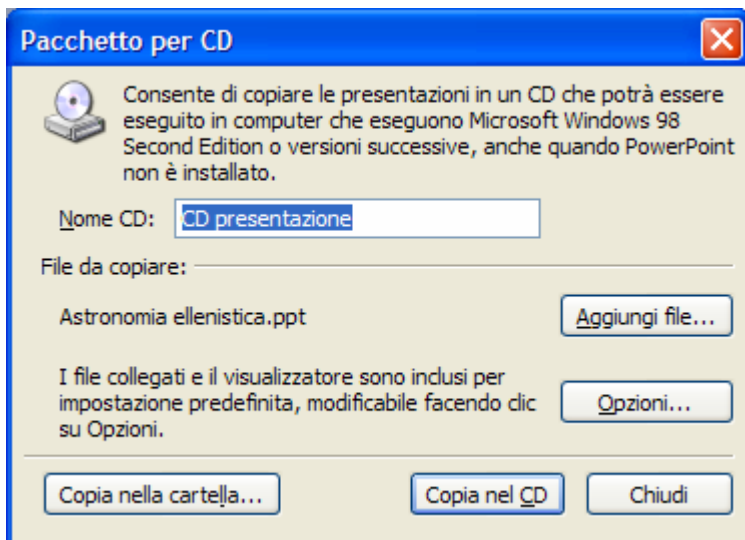 Pacchetto per CD
Consente di copiare le presentazioni in un CD che potrà essere
eseguito in computer che eseguono Microsoft Windows 98
Second Edition o versioni successive, anche quando PowerPoint
non è installato.
Nome CD: CD presentazione
File da copiare:
Astronomia ellenistica.ppt Aggiungi file...
I file collegati e il visualizzatore sono inclusi per
impostazione predefinita, modificabile facendo clic
su Opzioni.
Opzioni...
Copia nella cartella... Copia nel CD Chiudi